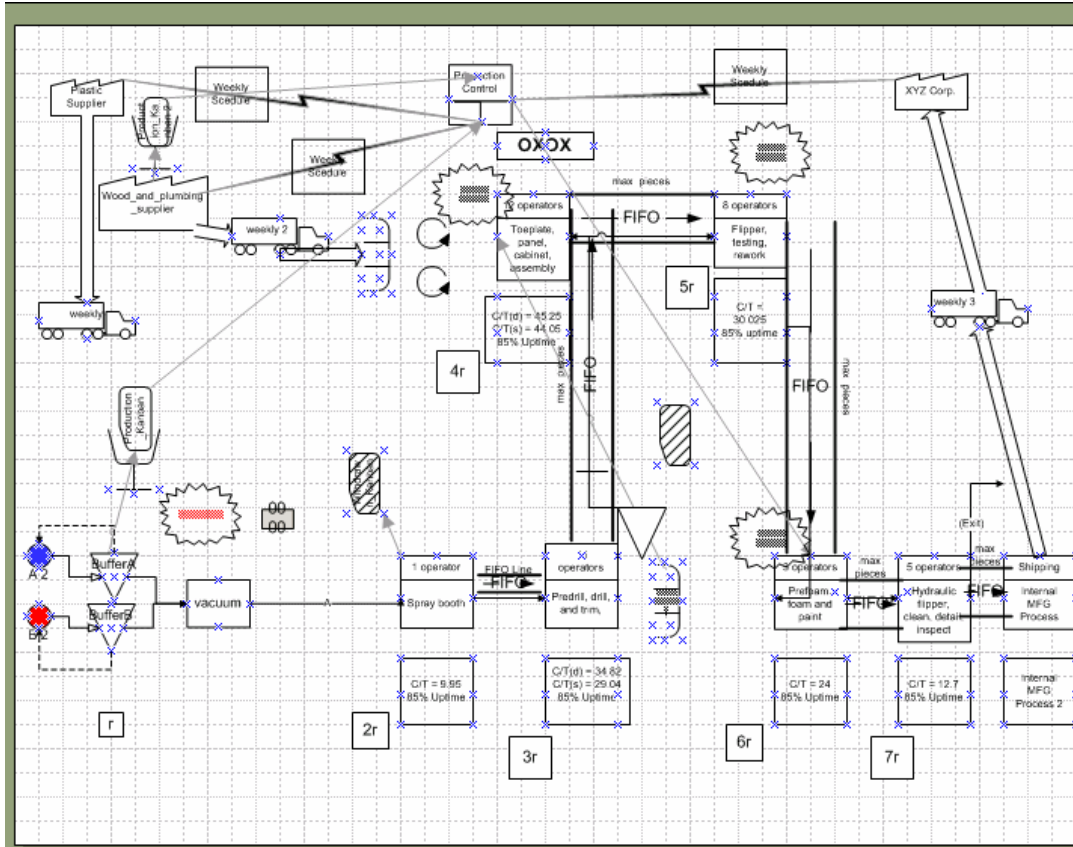 Plastic
Supplier
Weekly
Scedule
Control
Weekly
Scedule
XYZ Corp.
OXOX
Scedule
max pieces
Wood_and_plumbing
_supplier
weekly 2
operators
FIFO
8 operators
Toeplate,
panel,
cabinet,
assembly
Flipper,
testing,
rework
5r
weekly
C/T(d) = 45.25
C/T(s) = 44.05
85% Uptime
C/T =
30.025
85% uptime
weekly 3
4r
max pieces
FIFO
FIFO
max pieces
Production
_Kanban
(Exit)
A 2
BufferA
1 operator
FIFO Line
FIFO
operators
max
pieces
5 operators
max
pieces
Shipping
B 2
BufferB
vacuum
Spray booth
Predrill, drill,
and trim,
foam and
paint
FIFO
Hydraulic
flipper,
clean, detail
inspect
FIFO
Internal
MFG
Process
C/T = 9.95
85% Uptime
C/T(d) = 34.82
C/T(s) = 29.04
85% Uptime
C/T = 24
85% Uptime
C/T = 12.7
85% Uptime
Internal
MFG
Process 2
r
2r
3r
6r
7r